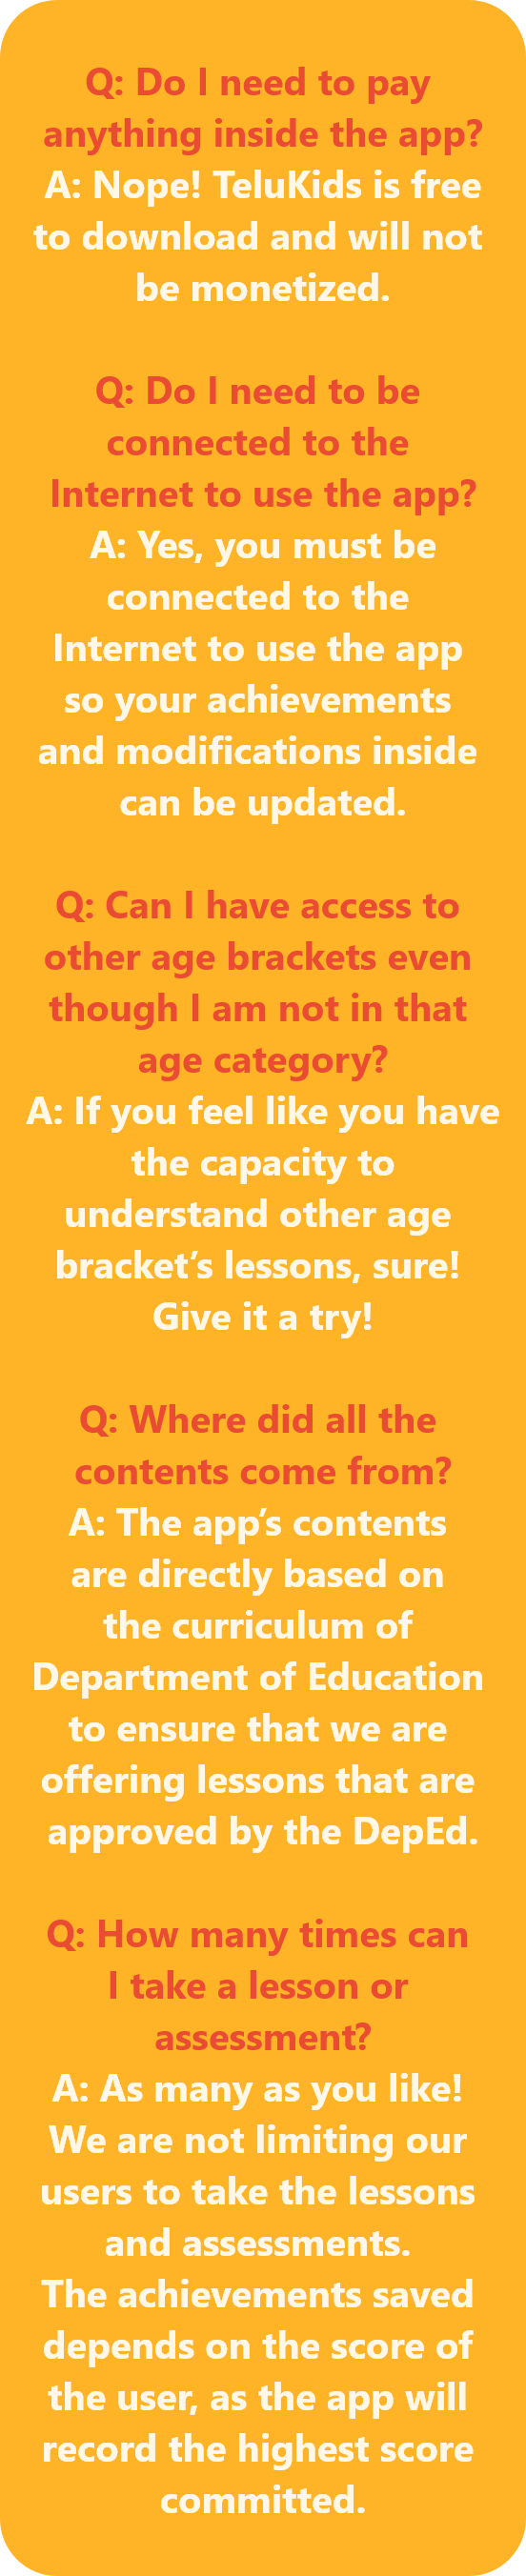 Q: Do I need to pay
anything inside the app?
A: Nope! TeluKids is free
to download and will not
be monetized.
Q: Do I need to be
connected to the
Internet to use the app?
A: Yes, you must be
connected to the
Internet to use the app
so your achievements
and modifications inside
can be updated.
Q: Can I have access to
other age brackets even
though I am not in that
age category?
A: If you feel like you have
the capacity to
understand other age
bracket’s lessons, sure!
Give it a try!
Q: Where did all the
contents come from?
A: The app’s contents
are directly based on
the curriculum of
Department of Education
to ensure that we are
offering lessons that are
approved by the DepEd.
Q: How many times can
I take a lesson or
assessment?
A: As many as you like!
We are not limiting our
users to take the lessons
and assessments.
The achievements saved
depends on the score of
the user, as the app will
record the highest score
committed.